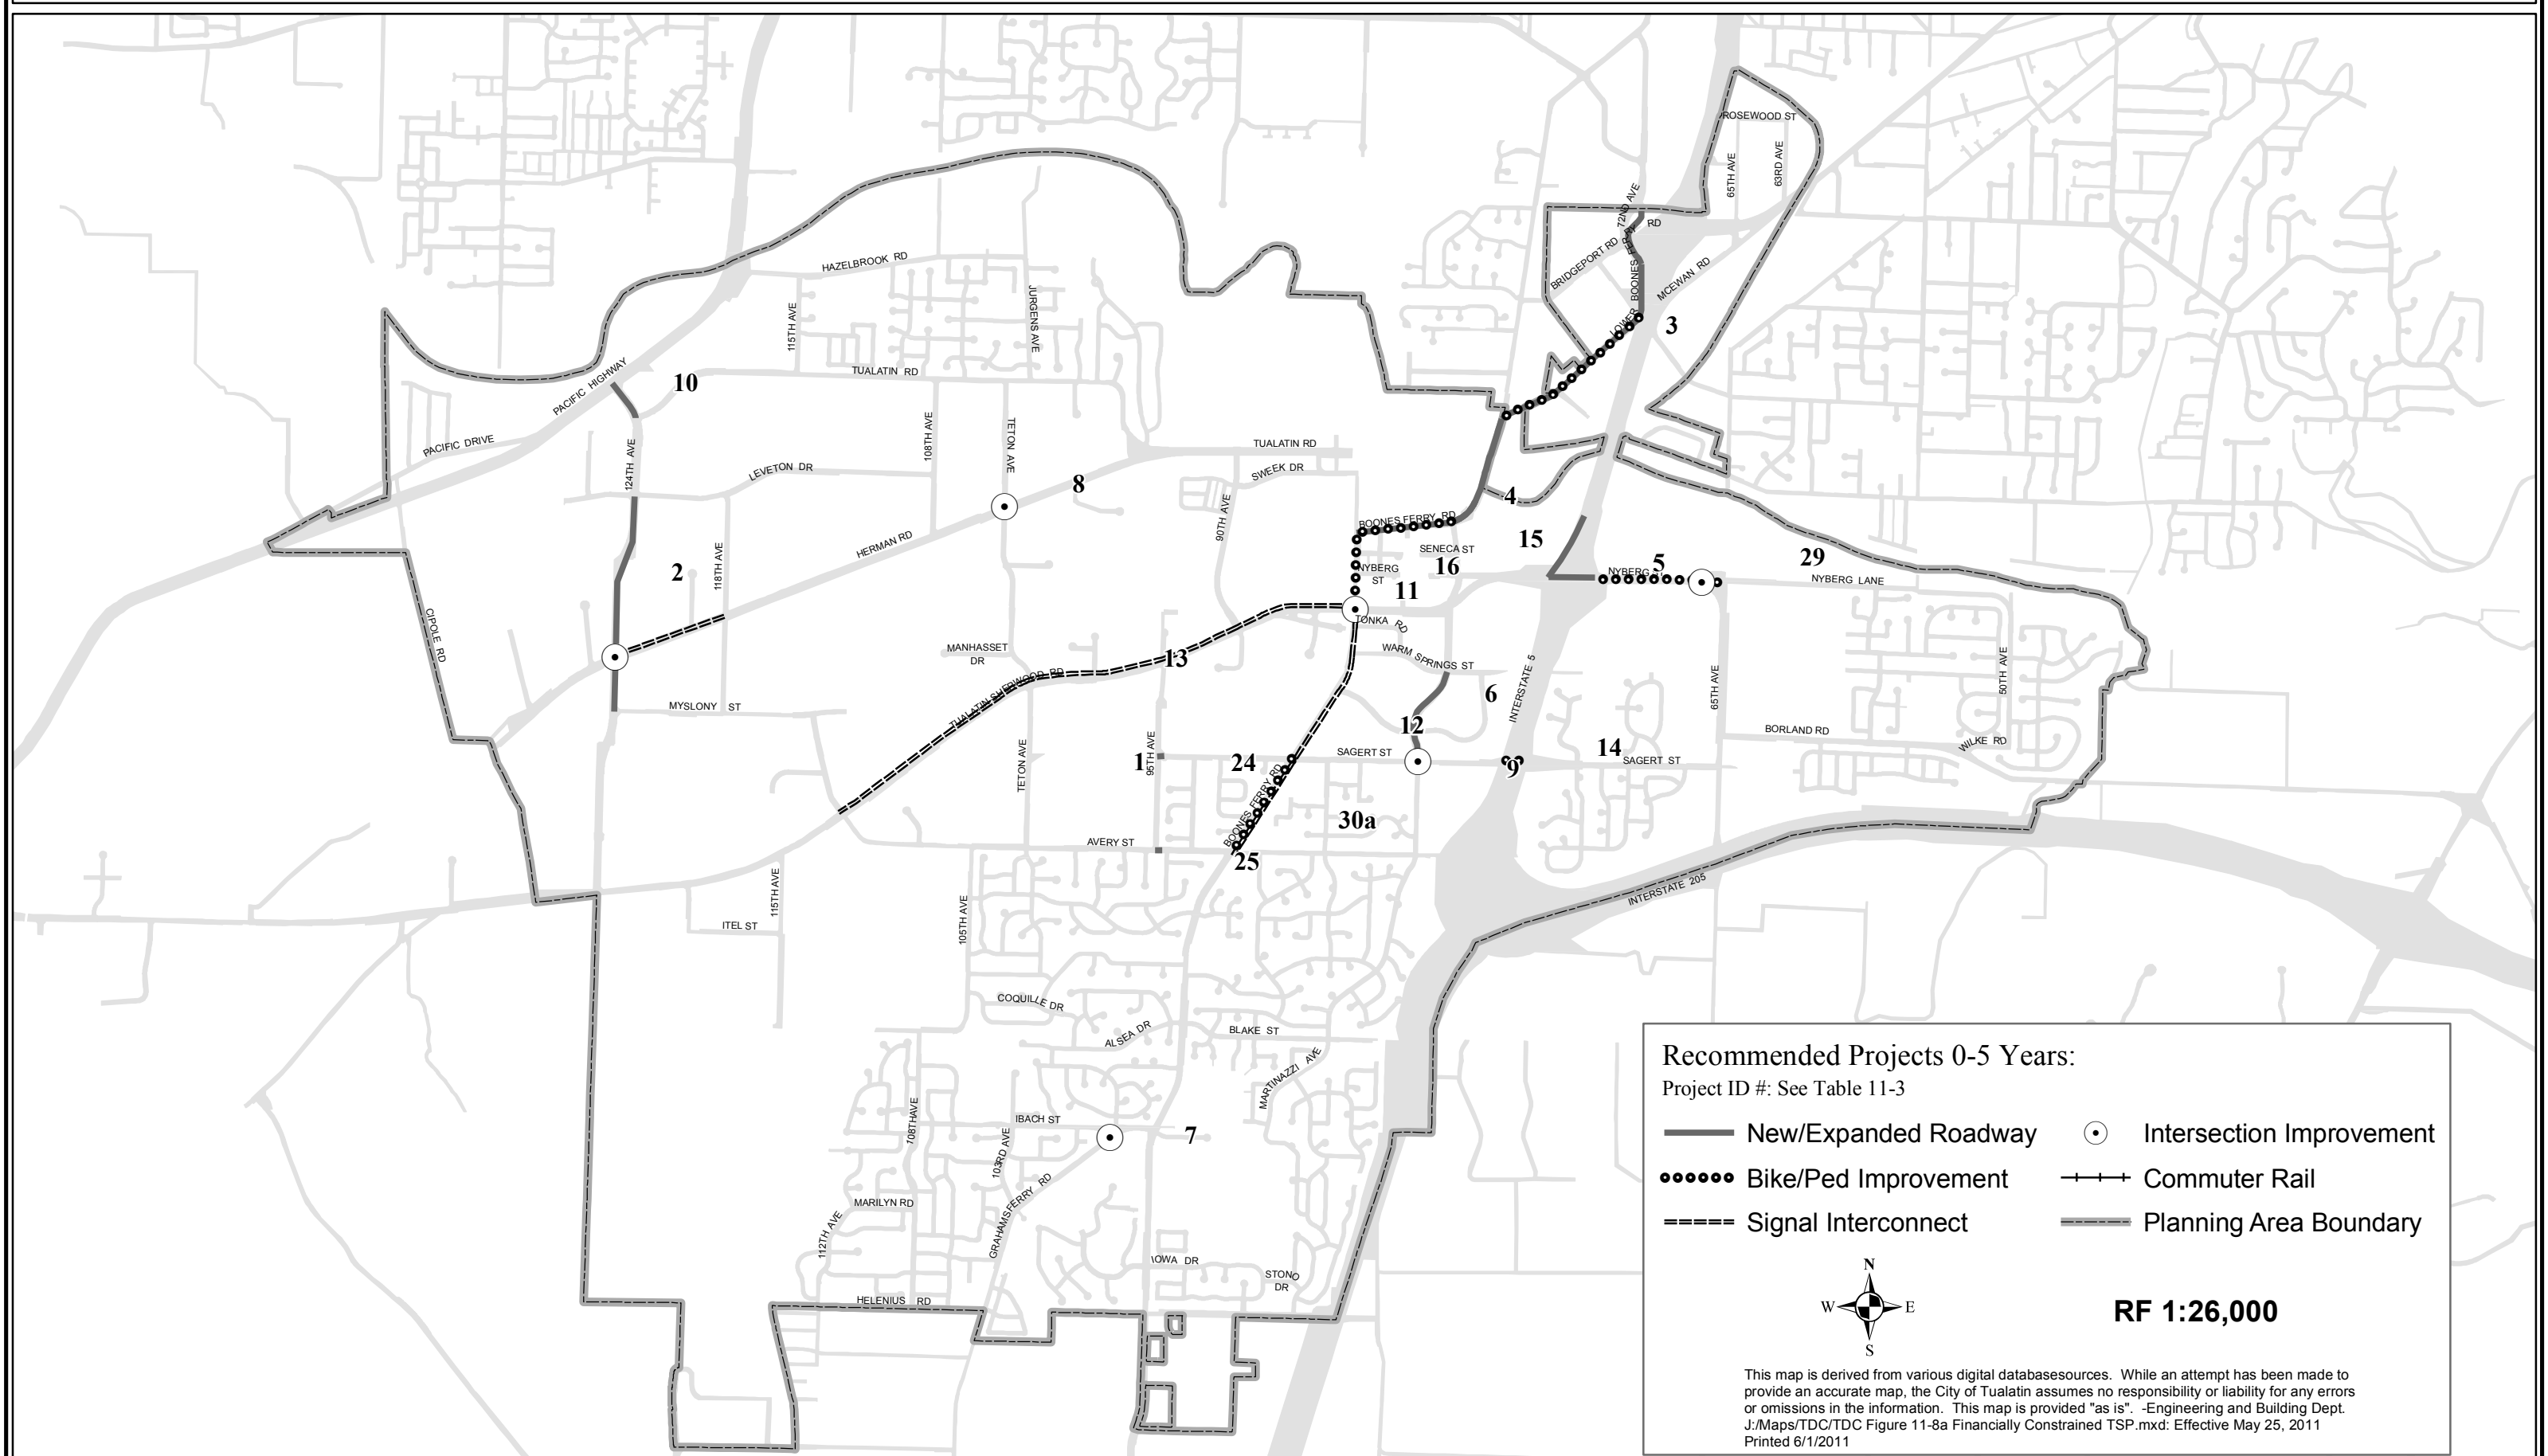 ROSEWOOD ST
65TH AVE
63RD AVE
72ND AVE
LOWER BOONES FERRY RD
BRIDGEPORT RD
MCEWAN RD
3
HAZELBROOK RD
115TH AVE
JURGENS AVE
PACIFIC HIGHWAY
10
TUALATIN RD
108TH AVE
TETON AVE
PACIFIC DRIVE
124TH AVE
LEVETON DR
TUALATIN RD
SWEEK DR
8
90TH AVE
4
BOONES FERRY RD
HERMAN RD
118TH AVE
2
SENECA ST
15
16
NYBERG
ST
11
5
29
NYBERG LANE
CIPOLE RD
TONKA RD
WARM SPRINGS ST
MANHASSET
DR
13
TUALATIN SHERWOOD RD
6
INTERSTATE 5
65TH AVE
50TH AVE
MYSLONY ST
12
BORLAND RD
WILKE RD
TETON AVE
1
95TH AVE
24
SAGERT ST
9
14
SAGERT ST
BOONES FERRY RD
30a
AVERY ST
25
115TH AVE
INTERSTATE 205
ITEL ST
105TH AVE
COQUILLE DR
ALSEA DR
BLAKE ST
MARTINAZZI AVE
108TH AVE
IBACH ST
103RD AVE
7
GRAHAMS FERRY RD
MARILYN RD
112TH AVE
IOWA DR
STONO
DR
HELENIUS RD
Recommended Projects 0-5 Years:
Project ID #: See Table 11-3
New/Expanded Roadway
Intersection Improvement
Bike/Ped Improvement
Commuter Rail
Signal Interconnect
Planning Area Boundary
N
W E
S
RF 1:26,000
This map is derived from various digital databasesources. While an attempt has been made to
provide an accurate map, the City of Tualatin assumes no responsibility or liability for any errors
or omissions in the information. This map is provided "as is". -Engineering and Building Dept.
J:/Maps/TDC/TDC Figure 11-8a Financially Constrained TSP.mxd: Effective May 25, 2011
Printed 6/1/2011